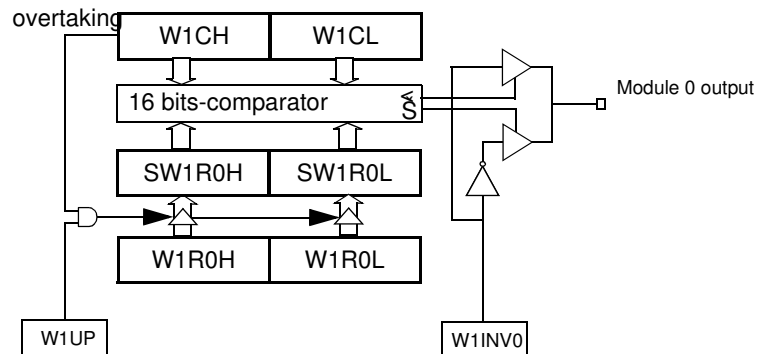 overtaking
W1CH W1CL
16 bits-comparator <
S
Module 0 output
SW1R0H SW1R0L
W1R0H W1R0L
W1UP
W1INV0